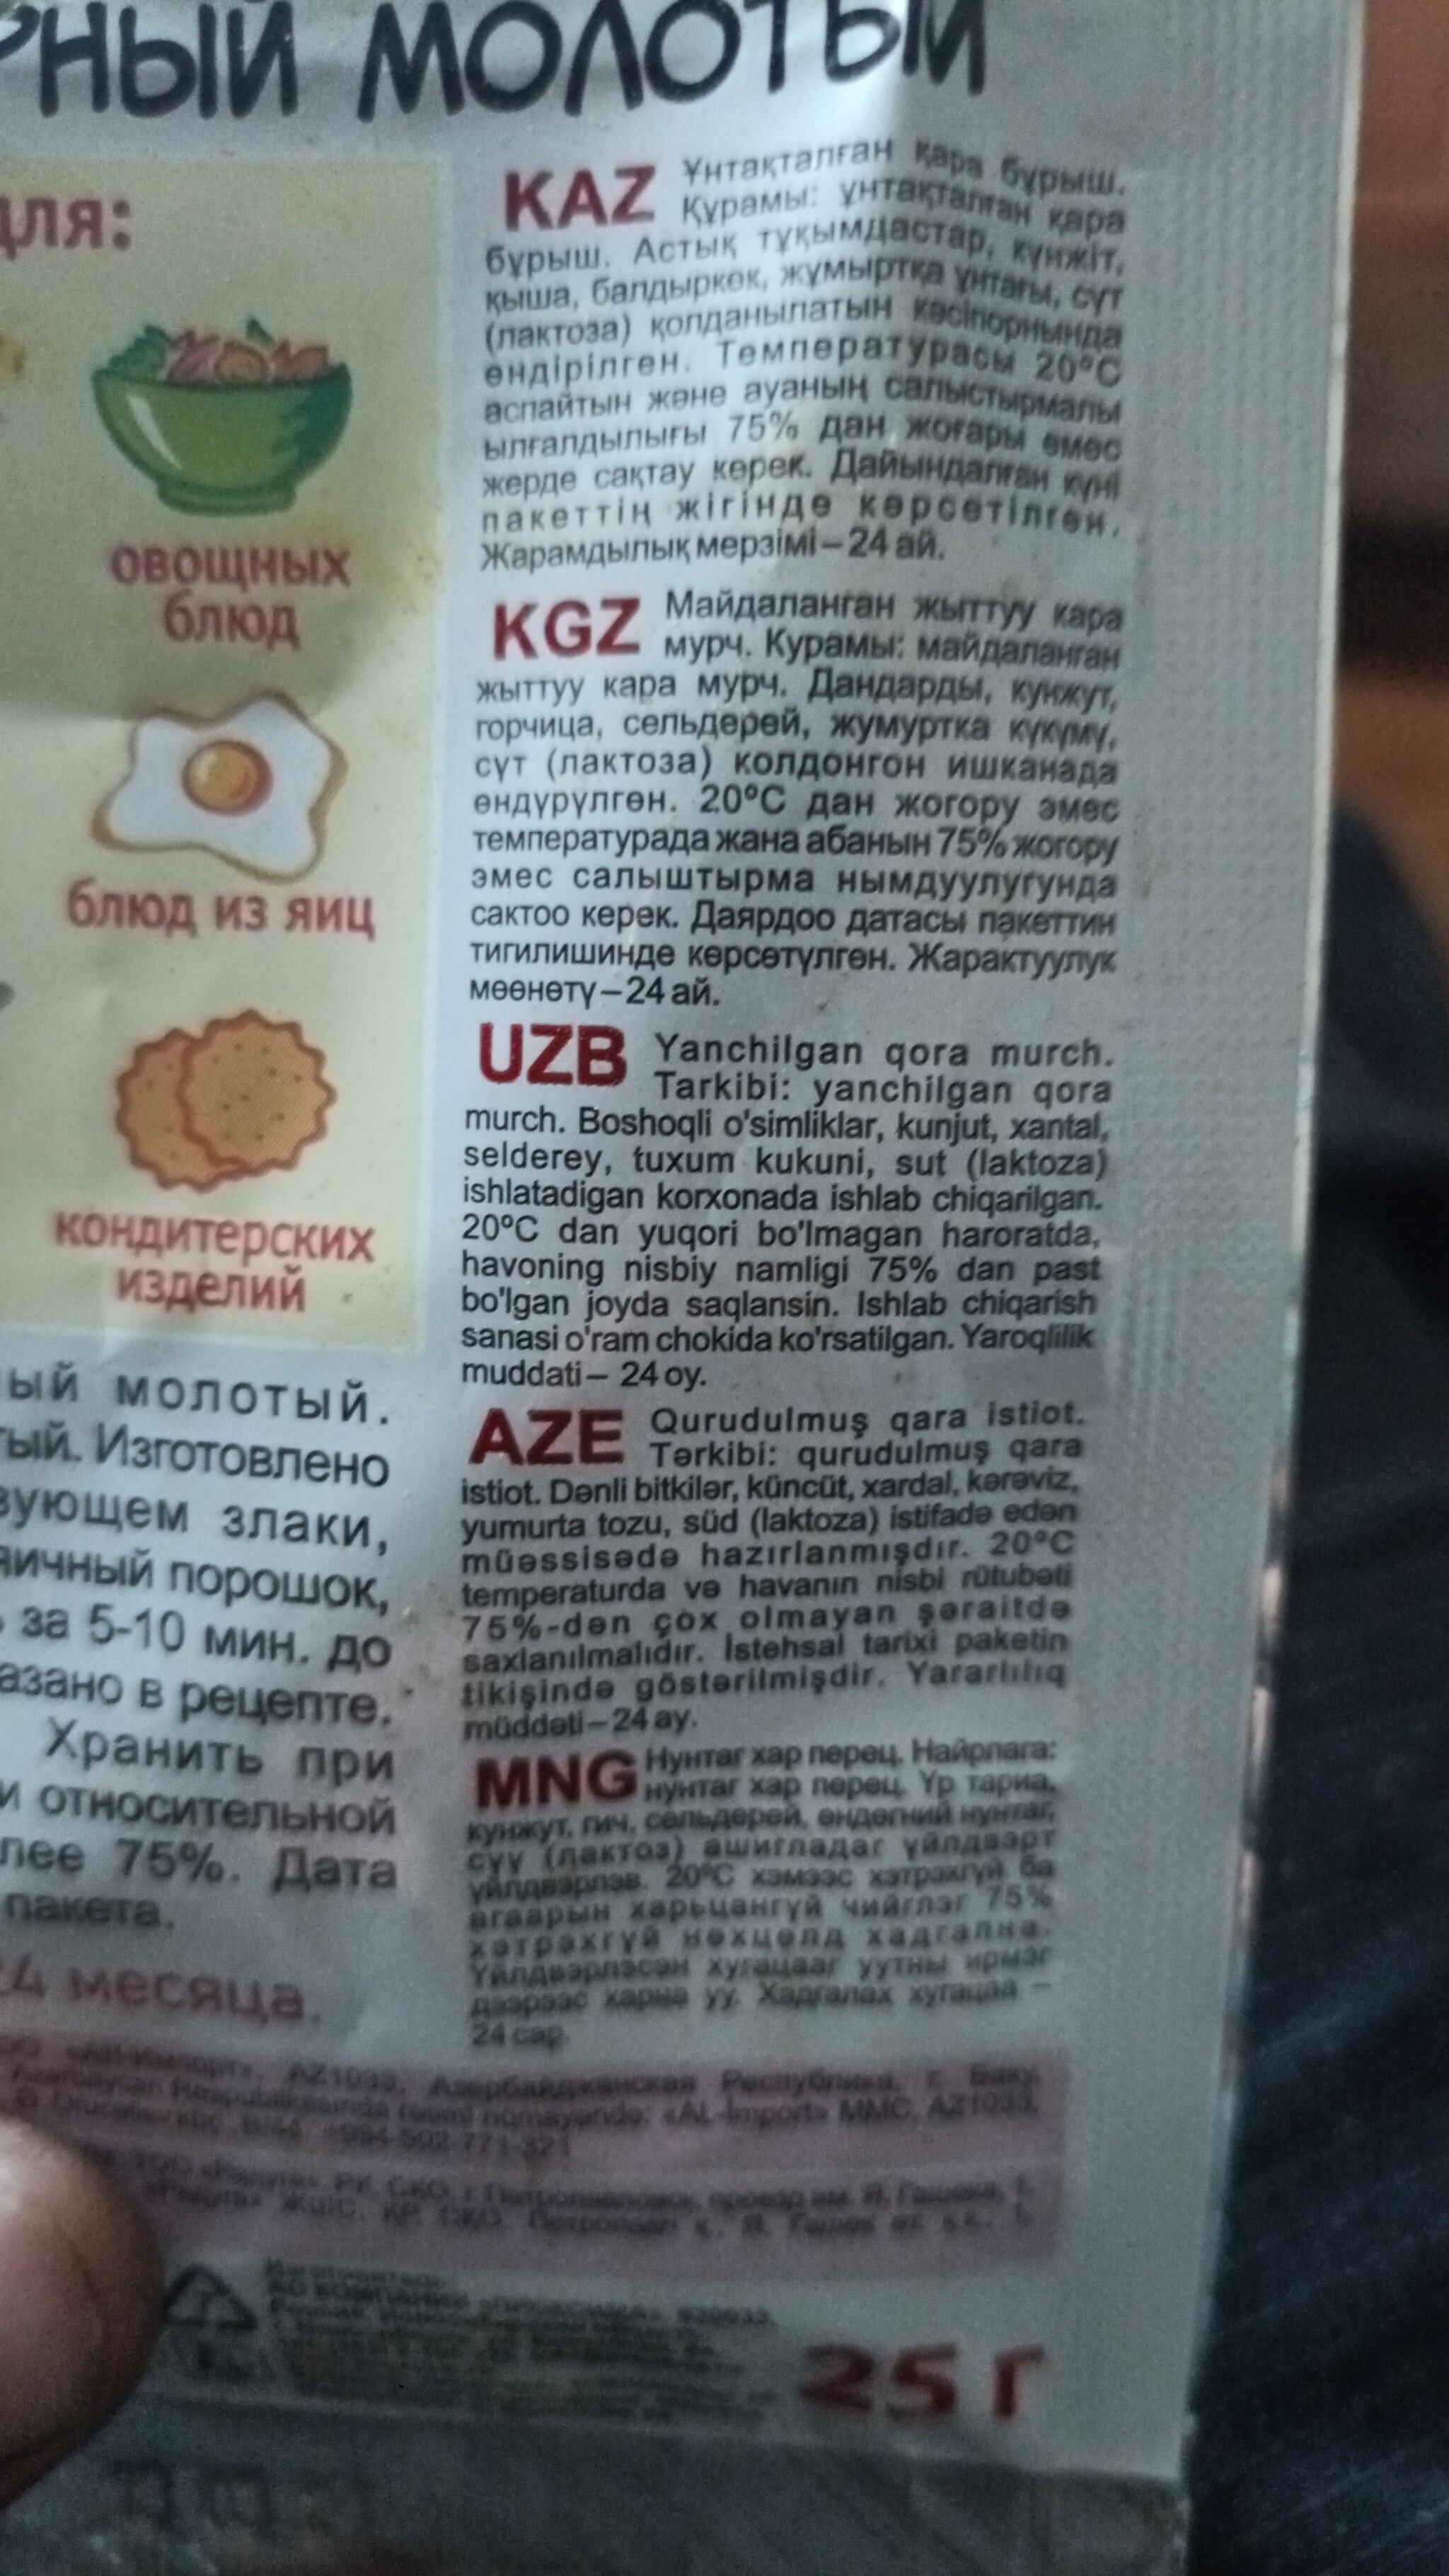 РНЫЙ МОЛОТЫЙ
для:
овощных
блюд
блюд из яиц
кондитерских
изделий
ый молотый.
тый. Изготовлено
вующем злаки,
яичный порошок,
за 5-10 мин. до
азано в рецепте.
Хранить при
и относительной
лее 75%. Дата
пакета.
24 месяца.
KAZ Ұнтақталған қара бұрыш.
Құрамы: ұнтақталған қара
бұрыш. Астық тұқымдастар, күнжіт,
қыша, балдыркөк, жұмыртқа ұнтағы, сүт
(лактоза) қолданылатын кәсіпорнында
өндірілген. Температурасы 20°С
аспайтын және ауаның салыстырмалы
ылғалдылығы 75% дан жоғары емес
жерде сақтау керек. Дайындалған күні
пакеттің жігінде көрсетілген.
Жарамдылық мерзімі – 24 ай.
KGZ Майдаланган жыттуу кара
мурч. Курамы: майдаланган
жыттуу кара мурч. Дандарды, кунжут,
горчица, сельдерей, жумуртка күкүмү,
сүт (лактоза) колдонгон ишканада
өндүрүлгөн. 20°С дан жогору эмес
температурада жана абанын 75% жогору
эмес салыштырма нымдуулугунда
сактоо керек. Даярдоо датасы пакеттин
тигилишинде көрсөтүлгөн. Жарактуулук
мөөнөтү – 24 ай.
UZB Yanchilgan qora murch.
Tarkibi: yanchilgan qora
murch. Boshoqli o'simliklar, kunjut, xantal,
selderey, tuxum kukuni, sut (laktoza)
ishlatadigan korxonada ishlab chiqarilgan.
20°C dan yuqori bo'lmagan haroratda,
havoning nisbiy namligi 75% dan past
bo'lgan joyda saqlansin. Ishlab chiqarish
sanasi o'ram chokida ko'rsatilgan. Yaroqlilik
muddati – 24 oy.
AZE Qurudulmuş qara istiot.
Tərkibi: qurudulmuş qara
istiot. Dənli bitkilər, küncüt, xardal, kərəviz,
yumurta tozu, süd (laktoza) istifadə edən
müəssisədə hazırlanmışdır. 20°C
temperaturda və havanın nisbi rütubəti
75%-dən çox olmayan şəraitdə
saxlanılmalıdır. İstehsal tarixi paketin
tikişində göstərilmişdir. Yararlılıq
müddəti – 24 ay.
MNG Нунтаг хар перец. Найрлага:
нунтаг хар перец. Үр тариа,
кунжут, гич, сельдерей, өндөгний нунтаг,
сүү (лактоз) ашигладаг үйлдвэрт
үйлдвэрлэв. 20°С хэмээс хэтрэхгүй ба
агаарын харьцангуй чийглэг 75%
хэтрэхгүй нөхцөлд хадгална.
Үйлдвэрлэсэн хугацааг уутны ирмэг
дээрээс харна уу. Хадгалах хугацаа –
24 сар.
AZ1033, Азербайджанская Республика, г. Баку,
«AL-İmport» MMC, AZ1033,
25 г